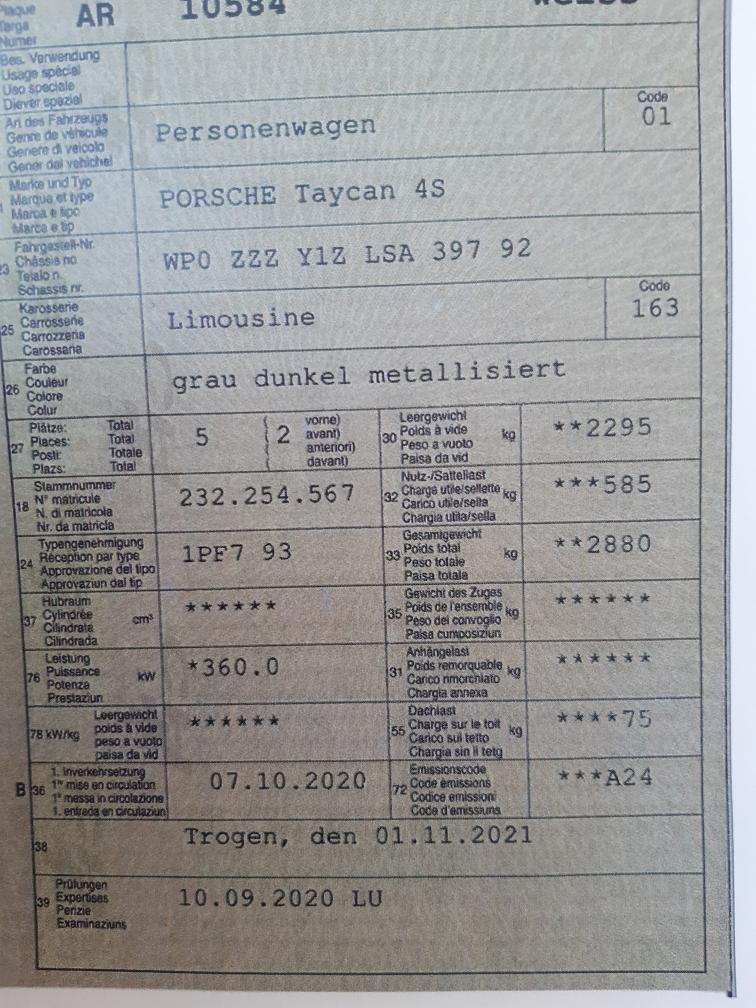 Plaque
Targa
Numer
AR 10584
Bes. Verwendung
Usage spécial
Uso speciale
Diever spezial
Art des Fahrzeugs
Genre de véhicule
Genere di veicolo
Gener dal vehichel
Personenwagen
Code
01
Marke und Typ
Marque et type
Marca e tipo
Marca e tip
PORSCHE Taycan 4S
23
Fahrgestell-Nr.
Châssis no
Telaio n.
Schassis nr.
WP0 ZZZ Y1Z LSA 397 92
25
Karosserie
Carrosserie
Carrozzeria
Carossaria
Limousine
Code
163
26
Farbe
Couleur
Colore
Colur
grau dunkel metallisiert
27
Plätze: Total
Places: Total
Posti: Totale
Plazs: Total
5
2
vorne)
avant)
anteriori)
davant)
30
Leergewicht
Poids à vide
Peso a vuoto
Paisa da vid
kg
**2295
18
Stammnummer
N° matricule
N. di matricola
Nr. da matricla
232.254.567
32
Nutz-/Sattellast
Charge utile/sellette
Carico utile/sella
Chargia utila/sella
kg
***585
24
Typengenehmigung
Réception par type
Approvazione del tipo
Approvaziun dal tip
1PF7 93
33
Gesamtgewicht
Poids total
Peso totale
Paisa totala
kg
**2880
37
Hubraum
Cylindrée
Cilindrata
Cilindrada
cm³
******
35
Gewicht des Zuges
Poids de l'ensemble
Peso del convoglio
Paisa cumposiziun
kg
******
76
Leistung
Puissance
Potenza
Prestaziun
kW
*360.0
31
Anhängelast
Poids remorquable
Carico rimorchiato
Chargia annexa
kg
******
78 kW/kg
Leergewicht
poids à vide
peso a vuoto
paisa da vid
******
55
Dachlast
Charge sur le toit
Carico sul tetto
Chargia sin il tetg
kg
****75
B
36
1. Inverkehrsetzung
1re mise en circulation
1a messa in circolazione
1. entrada en circulaziun
07.10.2020
72
Emissionscode
Code émissions
Codice emissioni
Code d'emissiuns
***A24
38
Trogen, den 01.11.2021
39
Prüfungen
Expertises
Perizie
Examinaziuns
10.09.2020 LU